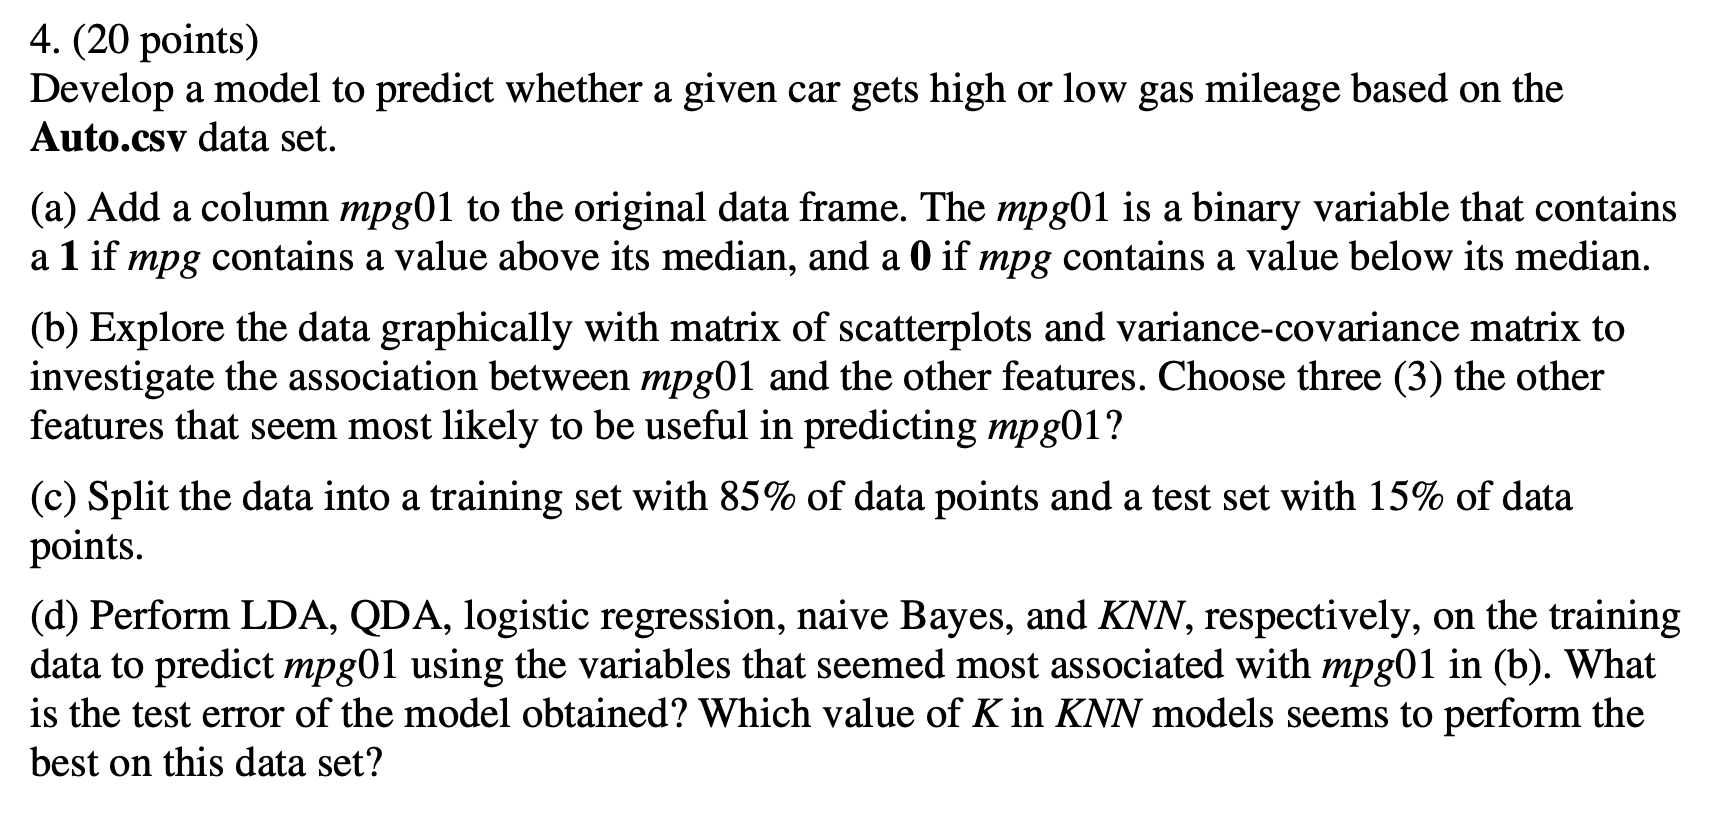 4. (20 points)
Develop a model to predict whether a given car gets high or low gas mileage based on the
Auto.csv data set.
(a) Add a column mpg01 to the original data frame. The mpg01 is a binary variable that contains
a 1 if mpg contains a value above its median, and a 0 if mpg contains a value below its median.
(b) Explore the data graphically with matrix of scatterplots and variance-covariance matrix to
investigate the association between mpg01 and the other features. Choose three (3) the other
features that seem most likely to be useful in predicting mpg01?
(c) Split the data into a training set with 85% of data points and a test set with 15% of data
points.
(d) Perform LDA, QDA, logistic regression, naive Bayes, and KNN, respectively, on the training
data to predict mpg01 using the variables that seemed most associated with mpg01 in (b). What
is the test error of the model obtained? Which value of K in KNN models seems to perform the
best on this data set?